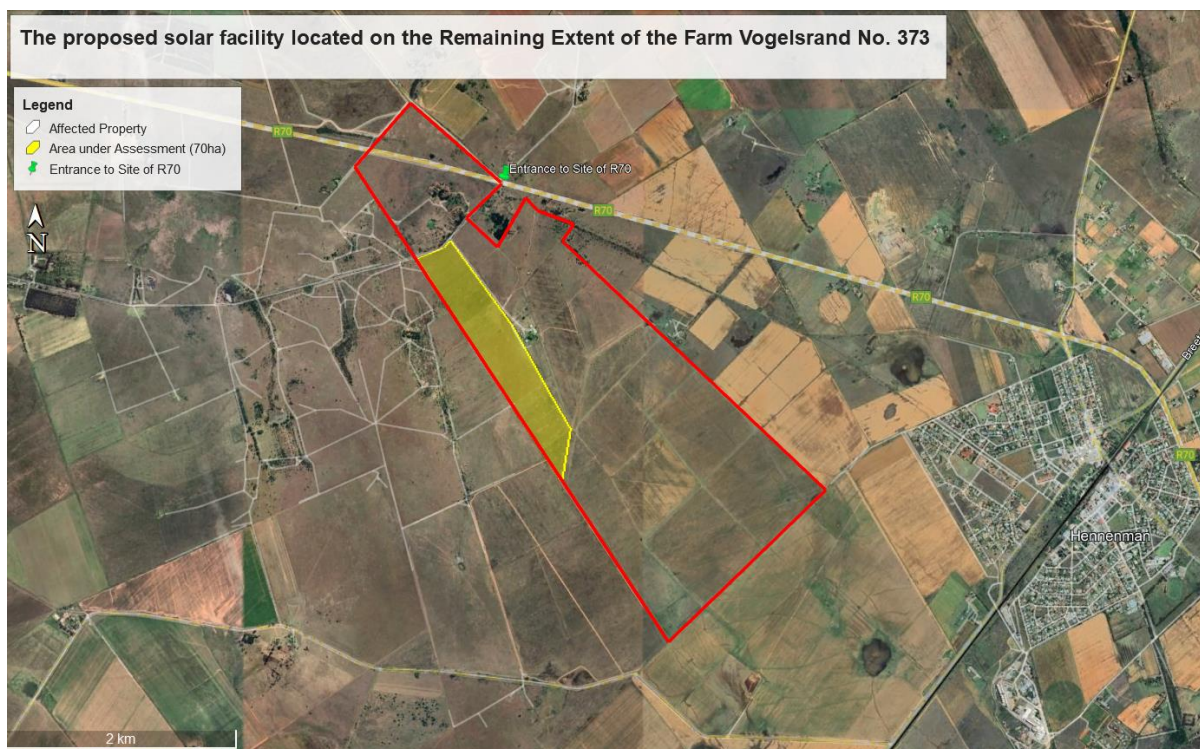 The proposed solar facility located on the Remaining Extent of the Farm Vogelsrand No. 373
Legend
Affected Property
Area under Assessment (70ha)
Entrance to Site of R70
N
R70
Entrance to Site of R70
R70
R70
R70
Hennenman
2 km